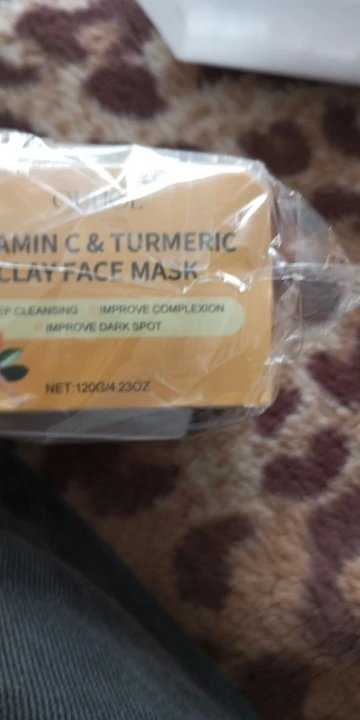 AMIN C & TURMERIC
CLAY FACE MASK
EP CLEANSING IMPROVE COMPLEXION
IMPROVE DARK SPOT
NET:120G/4.23OZ